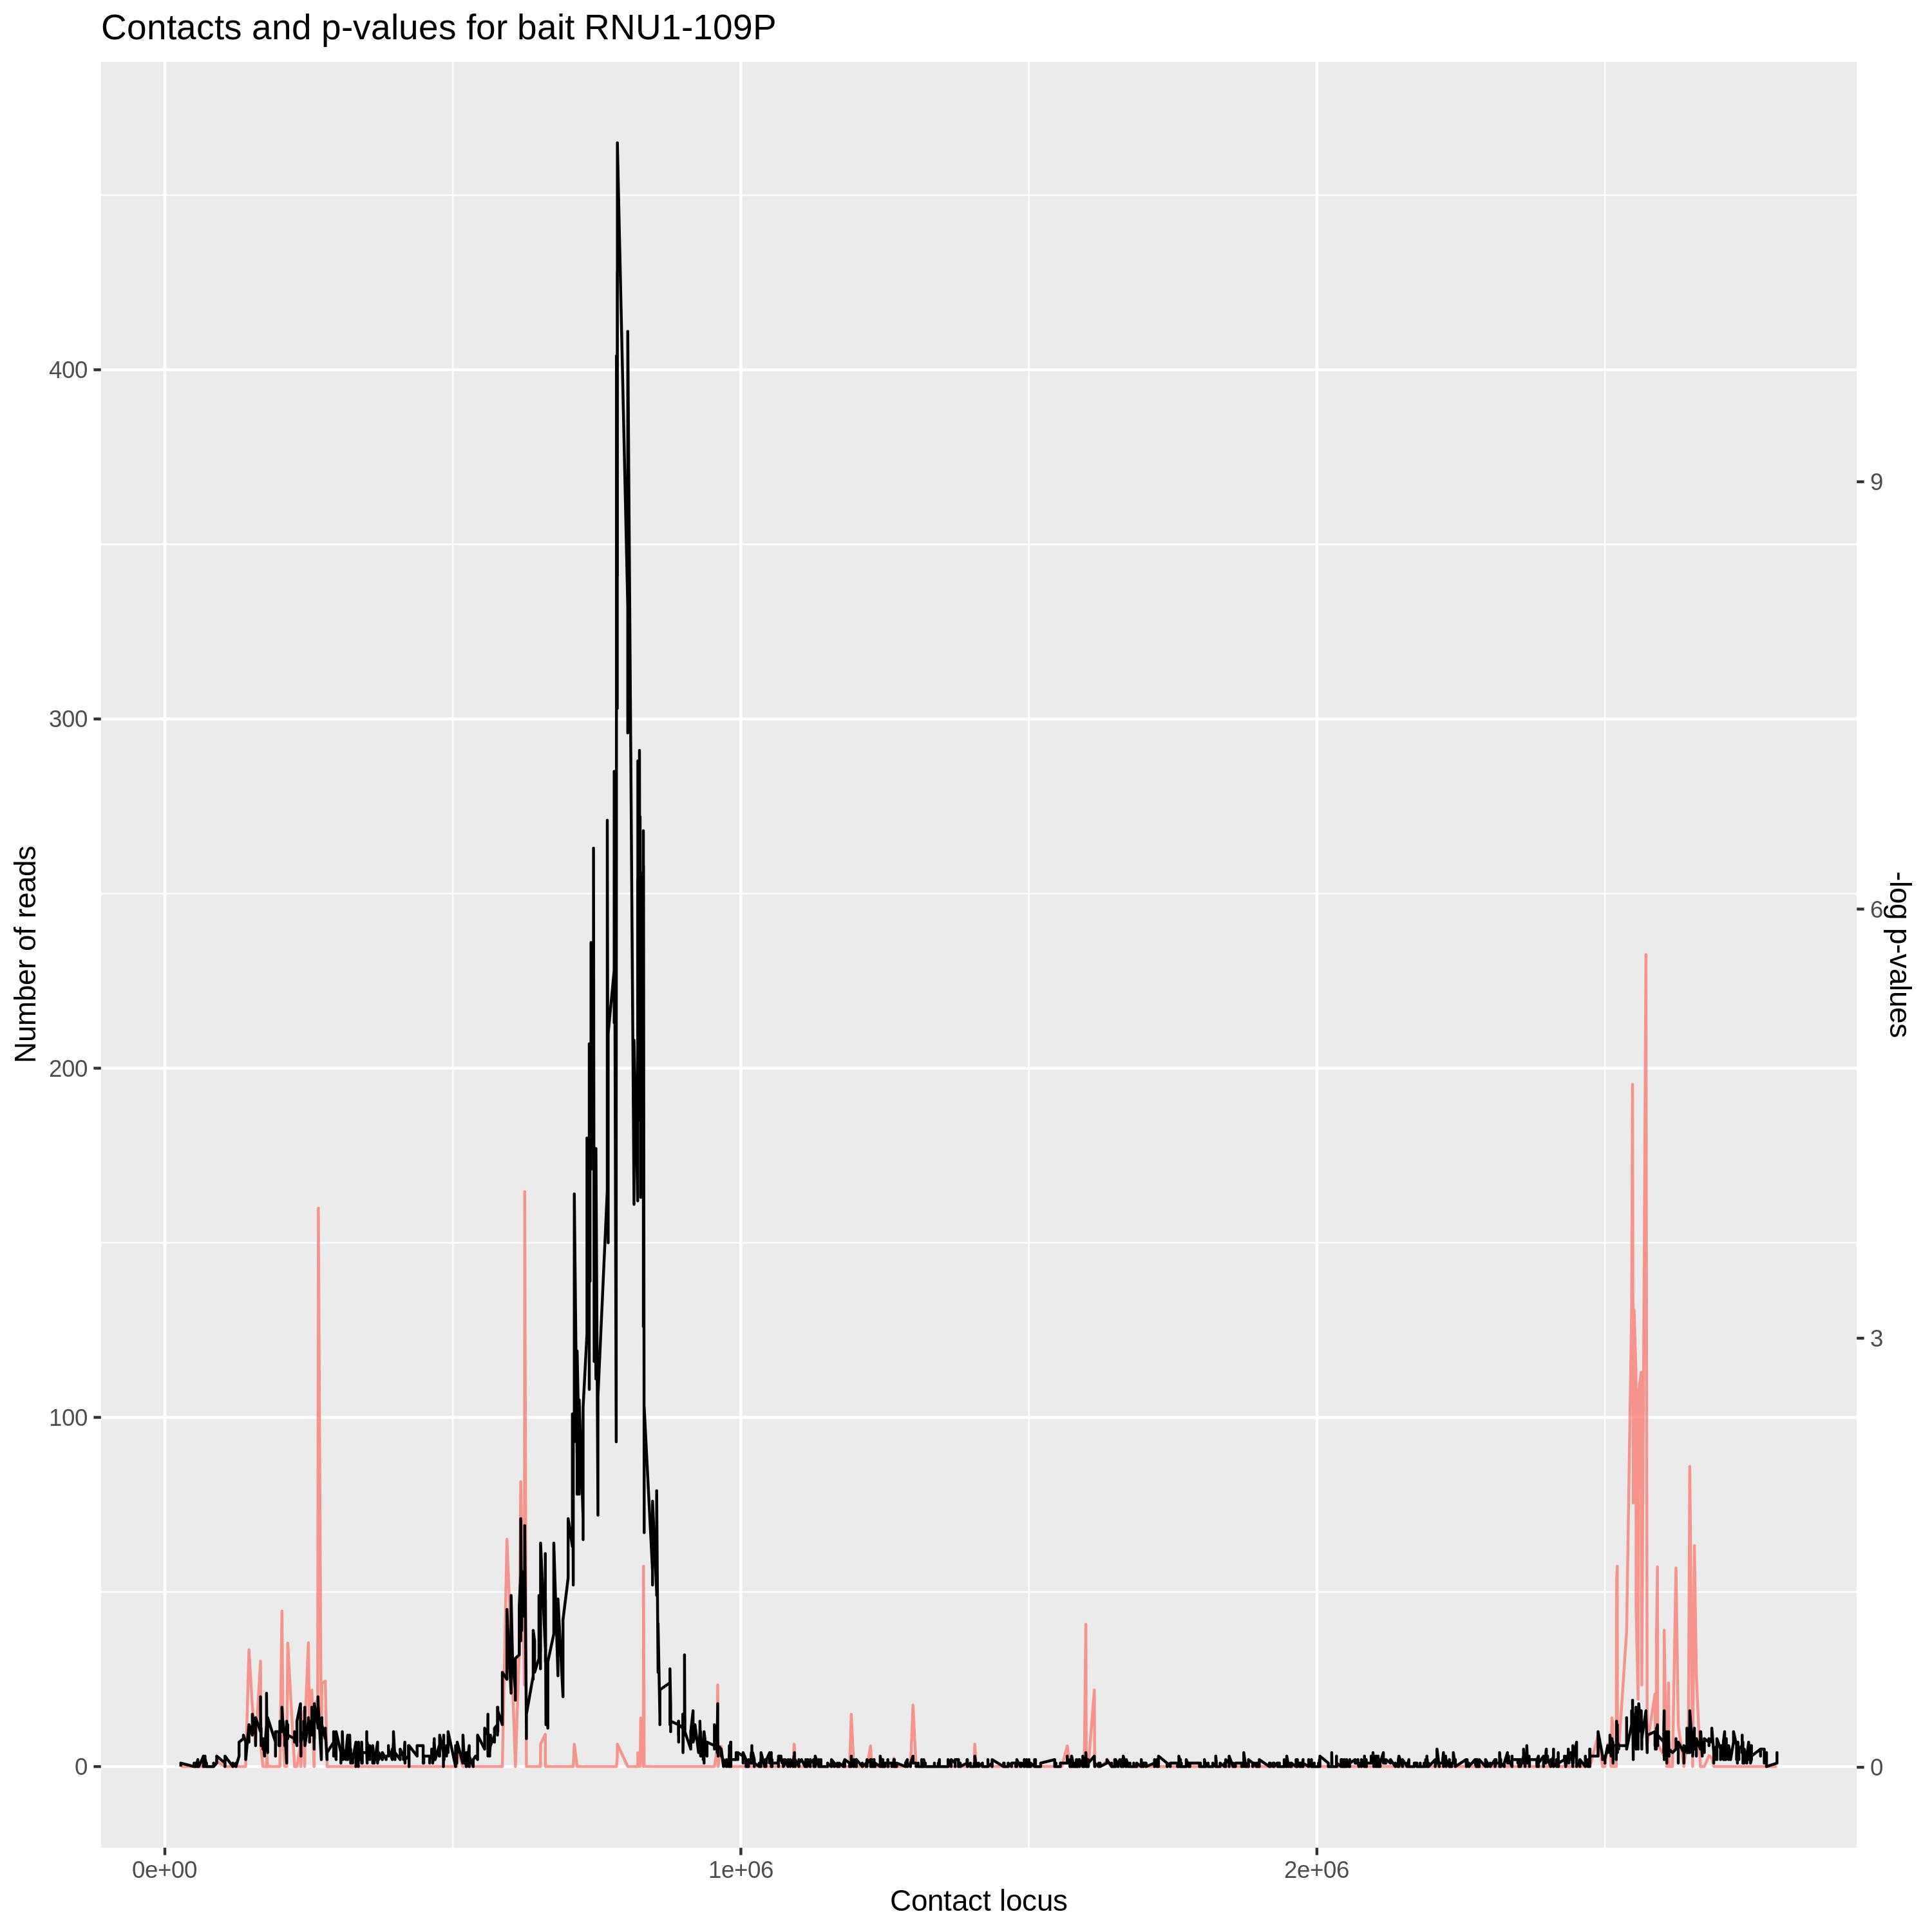 Contacts and p-values for bait RNU1-109P
Number of reads
400
300
200
100
0
9
6
3
0
-log p-values
0e+00
1e+06
2e+06
Contact locus